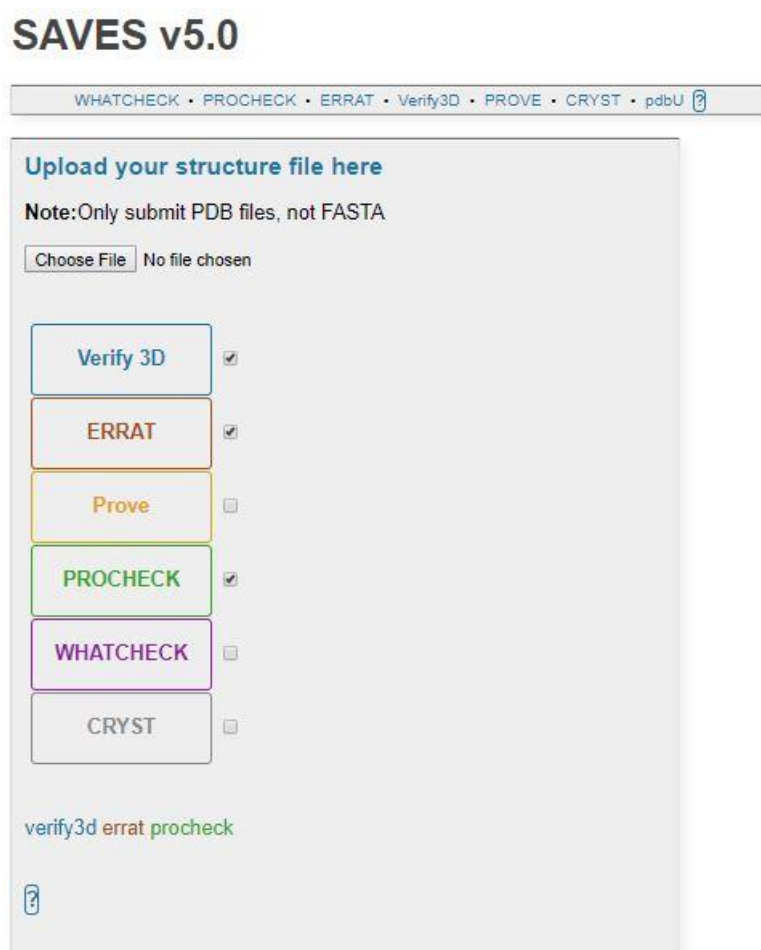 SAVES v5.0
WHATCHECK • PROCHECK • ERRAT • Verify3D • PROVE • CRYST • pdbU ?
Upload your structure file here
Note:Only submit PDB files, not FASTA
Choose File No file chosen
Verify 3D
ERRAT
Prove
PROCHECK
WHATCHECK
CRYST
verify3d errat procheck
?